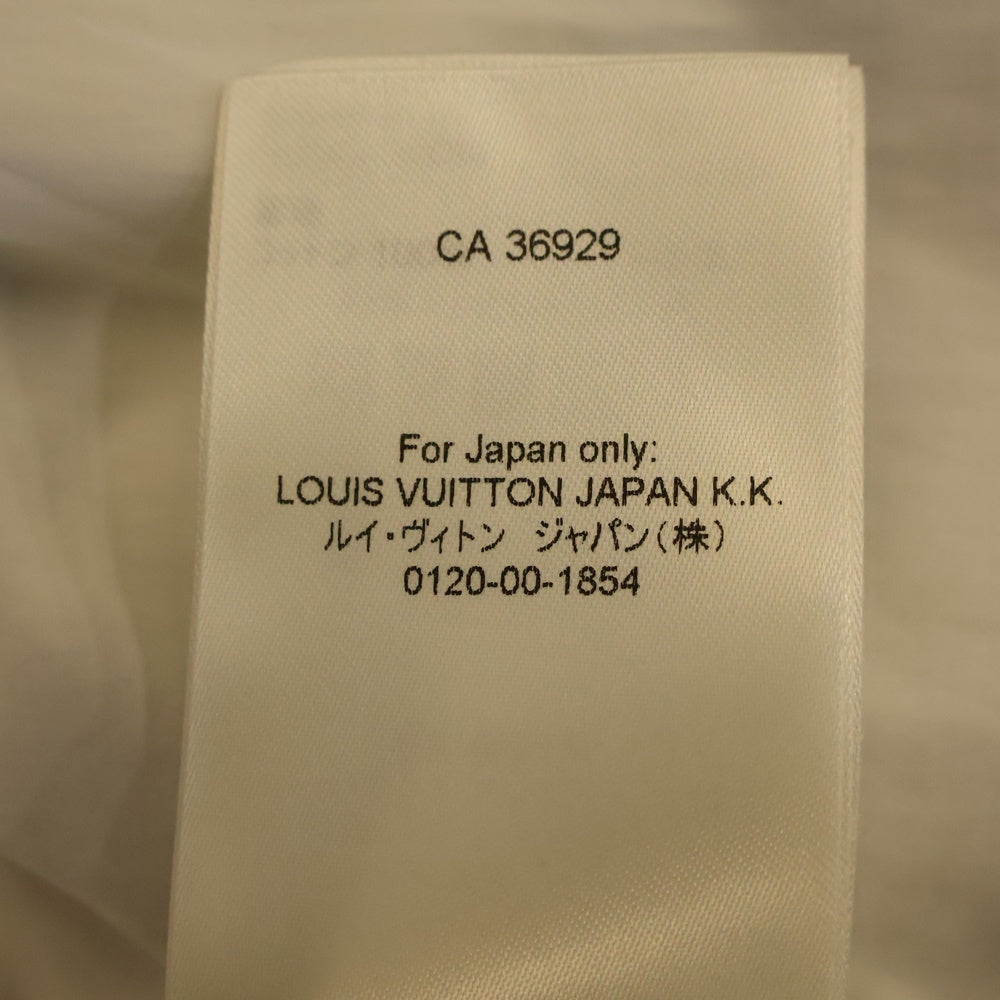 CA 36929
For Japan only:
LOUIS VUITTON JAPAN K.K.
ルイ・ヴィトン　ジャパン(株)
0120-00-1854